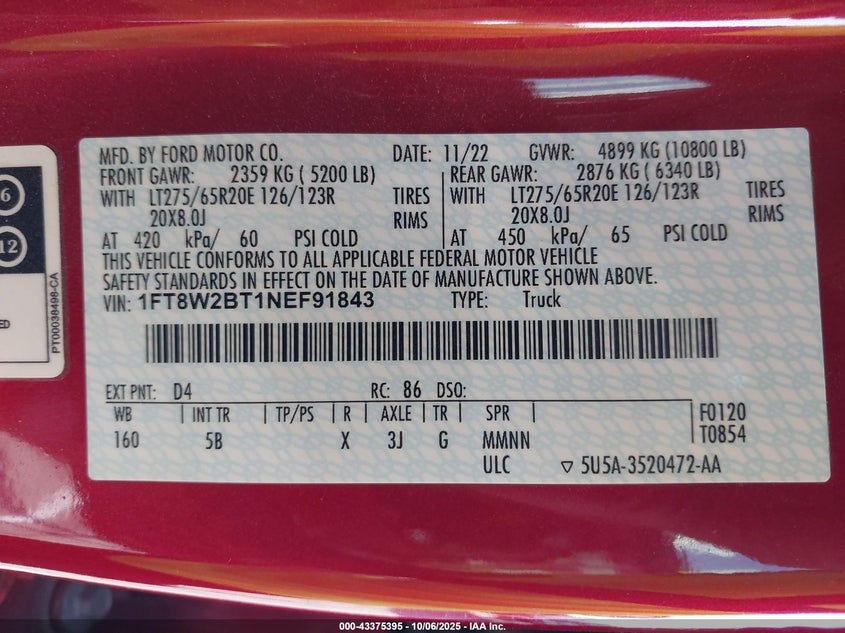 6
12
ED
PT00038498-CA
MFD. BY FORD MOTOR CO. DATE: 11/22 GVWR: 4899 KG (10800 LB)
FRONT GAWR: 2359 KG ( 5200 LB) REAR GAWR: 2876 KG ( 6340 LB)
WITH LT275/65R20E 126/123R TIRES WITH LT275/65R20E 126/123R TIRES
20X8.0J RIMS 20X8.0J RIMS
AT 420 kPa/ 60 PSI COLD AT 450 kPa/ 65 PSI COLD
THIS VEHICLE CONFORMS TO ALL APPLICABLE FEDERAL MOTOR VEHICLE
SAFETY STANDARDS IN EFFECT ON THE DATE OF MANUFACTURE SHOWN ABOVE.
VIN: 1FT8W2BT1NEF91843 TYPE: Truck
EXT PNT: D4 RC: 86 DSO:
WB INT TR TP/PS R AXLE TR SPR F0120
160 5B X 3J G MMNN T0854
ULC ▽ 5U5A-3520472-AA
000-43375395 - 10/06/2025 - IAA Inc.